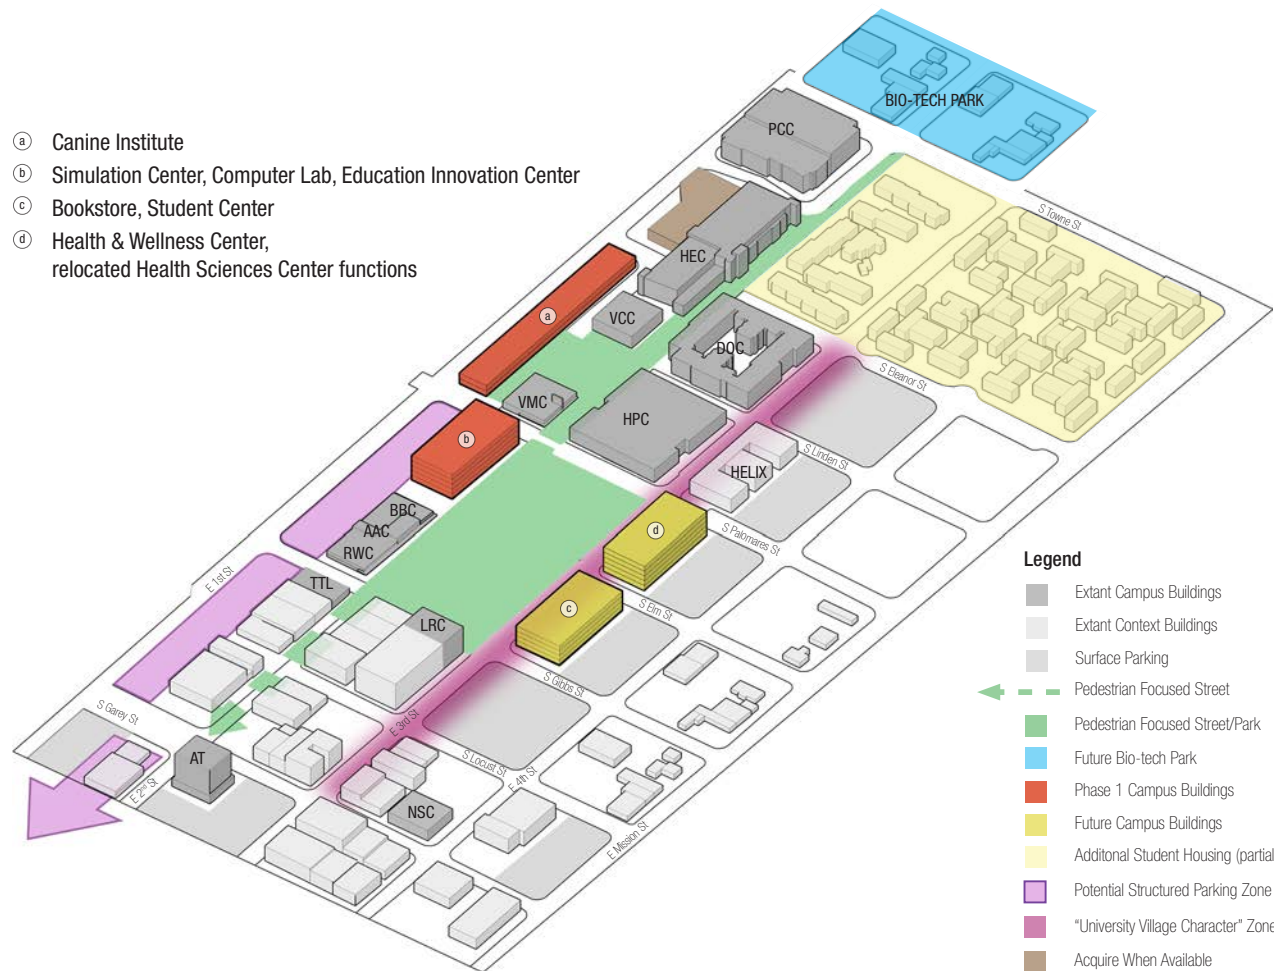 ⓐ Canine Institute
ⓑ Simulation Center, Computer Lab, Education Innovation Center
ⓒ Bookstore, Student Center
ⓓ Health & Wellness Center,
relocated Health Sciences Center functions
BIO-TECH PARK
PCC
S Towne St
HEC
a
VCC
DOC
S Eleanor St
VMC
HPC
b
S Linden St
HELIX
BBC
AAC
RWC
d
S Palomares St
E 1st St
TTL
LRC
c
S Elm St
S Gibbs St
S Garey St
E 3rd St
AT
E 2nd St
S Locust St
E 4th St
NSC
E Mission St
Legend
Extant Campus Buildings
Extant Context Buildings
Surface Parking
Pedestrian Focused Street
Pedestrian Focused Street/Park
Future Bio-tech Park
Phase 1 Campus Buildings
Future Campus Buildings
Additonal Student Housing (partial
Potential Structured Parking Zone
"University Village Character" Zone
Acquire When Available